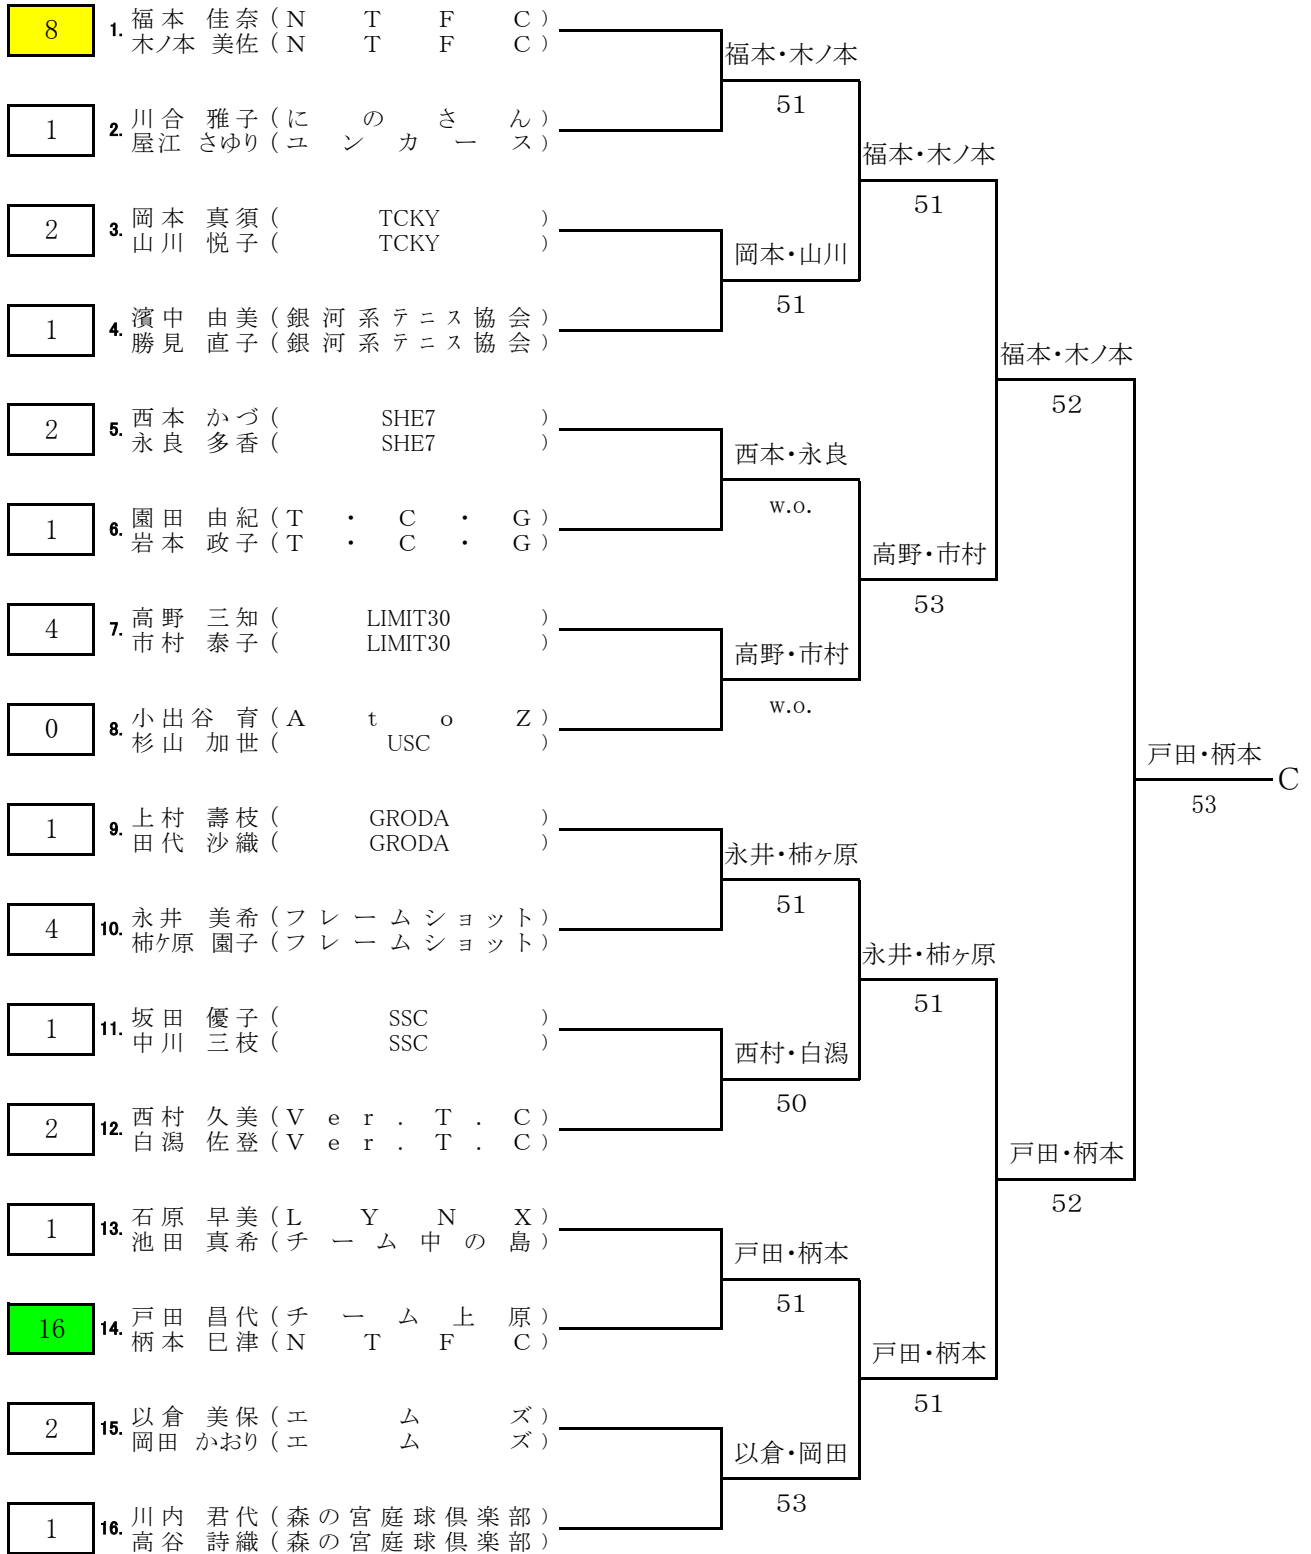 8 1. 福本 佳奈 (NTFC)
木ノ本 美佐 (NTFC)
福本・木ノ本
51
1 2. 川合 雅子 (にのさん)
屋江 さゆり (ユンカース)
福本・木ノ本
51
2 3. 岡本 真須 (TCKY)
山川 悦子 (TCKY)
岡本・山川
51
1 4. 濱中 由美 (銀河系テニス協会)
勝見 直子 (銀河系テニス協会)
福本・木ノ本
52
2 5. 西本 かづ (SHE7)
永良 多香 (SHE7)
西本・永良
w.o.
1 6. 園田 由紀 (T・C・G)
岩本 政子 (T・C・G)
高野・市村
53
4 7. 高野 三知 (LIMIT30)
市村 泰子 (LIMIT30)
高野・市村
w.o.
0 8. 小出谷 育 (AtoZ)
杉山 加世 (USC)
戸田・柄本
C
53
1 9. 上村 壽枝 (GRODA)
田代 沙織 (GRODA)
永井・柿ヶ原
51
4 10. 永井 美希 (フレームショット)
柿ケ原 園子 (フレームショット)
永井・柿ヶ原
51
1 11. 坂田 優子 (SSC)
中川 三枝 (SSC)
西村・白潟
50
2 12. 西村 久美 (Ver.T.C)
白潟 佐登 (Ver.T.C)
戸田・柄本
52
1 13. 石原 早美 (LYNX)
池田 真希 (チーム中の島)
戸田・柄本
51
16 14. 戸田 昌代 (チーム上原)
柄本 巳津 (NTFC)
戸田・柄本
51
2 15. 以倉 美保 (エムズ)
岡田 かおり (エムズ)
以倉・岡田
53
1 16. 川内 君代 (森の宮庭球倶楽部)
高谷 詩織 (森の宮庭球倶楽部)